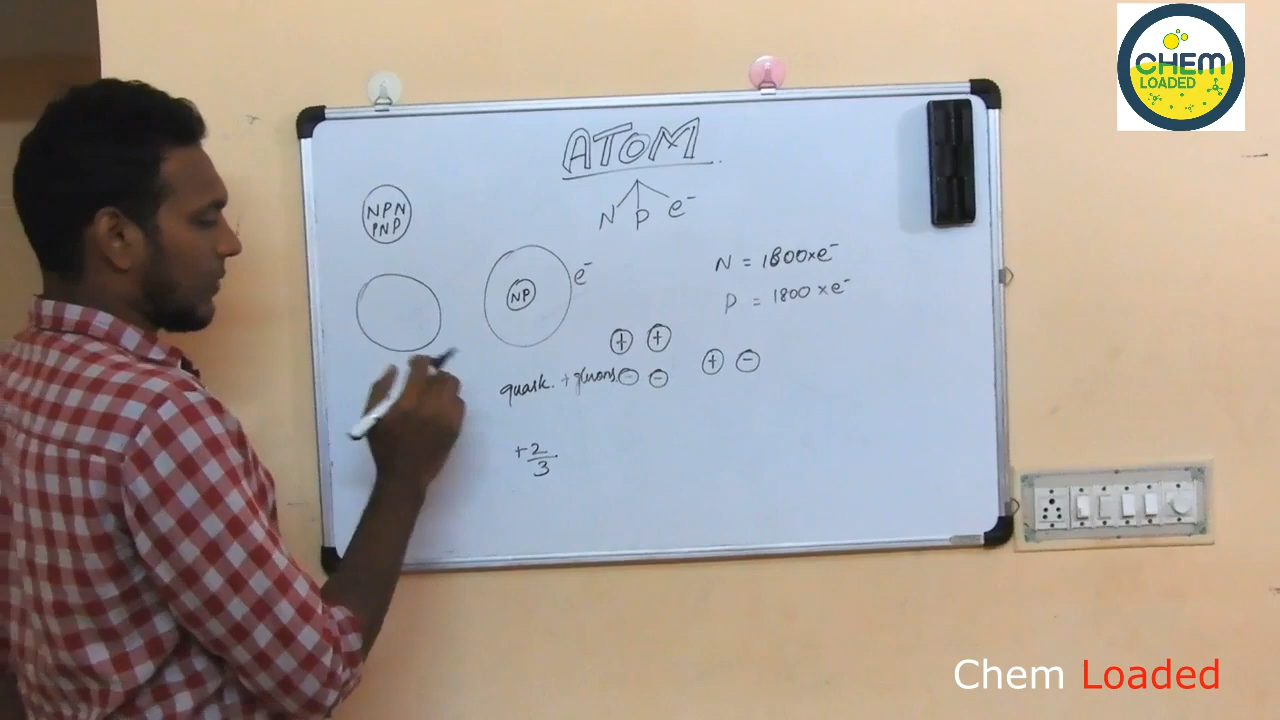 CHEM
LOADED
ATOM
N P e⁻
NPN
PNP
N = 1800×e⁻
P = 1800×e⁻
e⁻
NP
+ +
+ −
quark. + gluons − −
+2/3
Chem Loaded